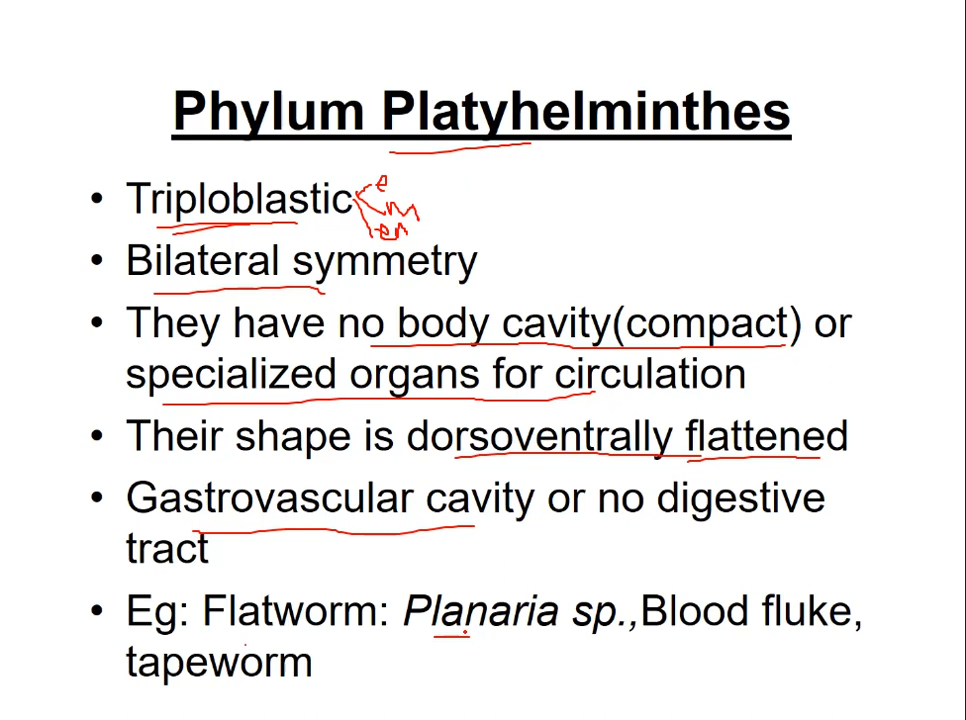 Phylum Platyhelminthes
• Triploblastic
e
m
en
• Bilateral symmetry
• They have no body cavity(compact) or
specialized organs for circulation
• Their shape is dorsoventrally flattened
• Gastrovascular cavity or no digestive
tract
• Eg: Flatworm: Planaria sp.,Blood fluke,
tapeworm